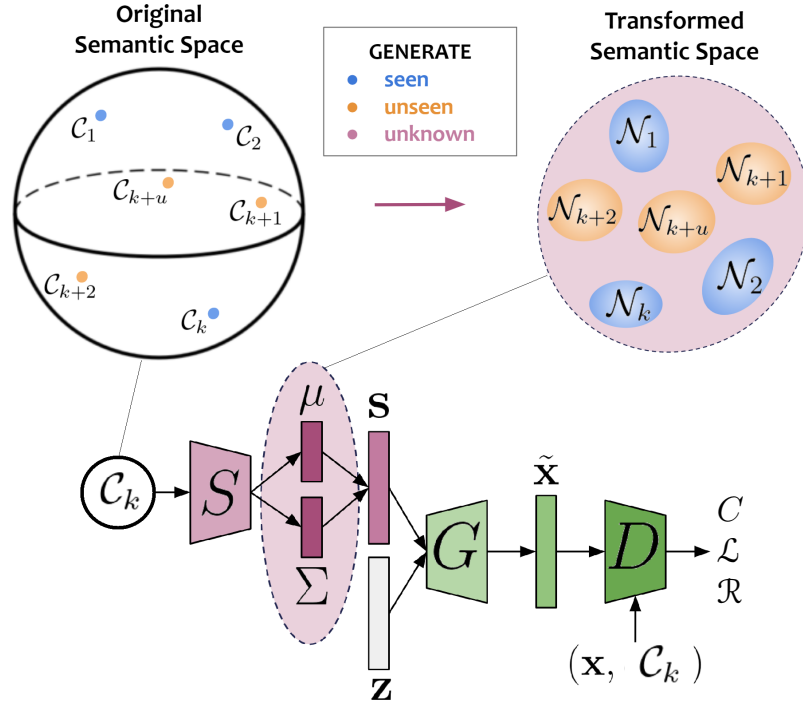 Original
Semantic Space
GENERATE
seen
unseen
unknown
Transformed
Semantic Space
𝒞₁
𝒞₂
𝒞ₖ₊ᵤ
𝒞ₖ₊₁
𝒞ₖ₊₂
𝒞ₖ
𝒩₁
𝒩ₖ₊₁
𝒩ₖ₊₂
𝒩ₖ₊ᵤ
𝒩₂
𝒩ₖ
𝒞ₖ
S
μ
Σ
s
z
G
x̃
D
C
ℒ
ℛ
(x, 𝒞ₖ)